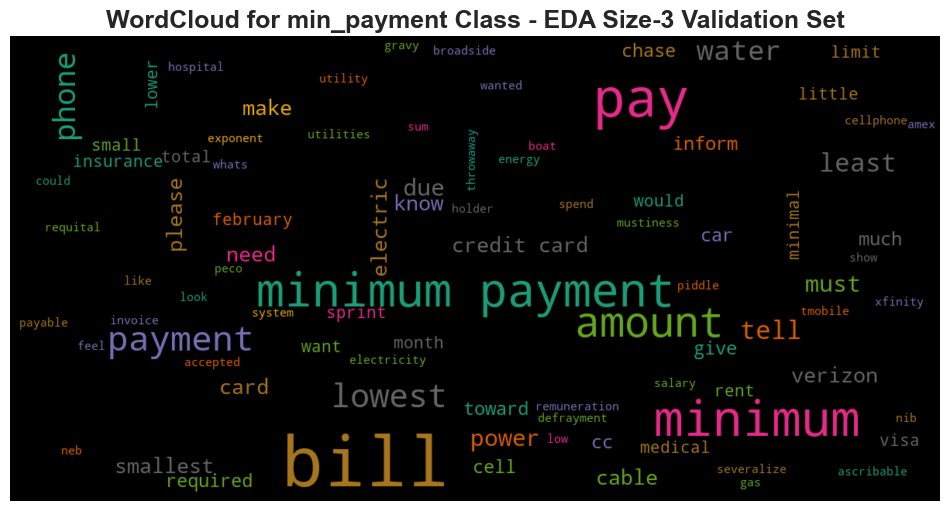 WordCloud for min_payment Class - EDA Size-3 Validation Set
gravy
broadside
chase
water
limit
phone
lower
hospital
utility
wanted
pay
little
make
cellphone
amex
small
exponent
utilities
sum
boat
inform
insurance
total
whats
throwaway
energy
least
could
please
electric
due
know
holder
spend
would
minimal
requital
february
mustiness
car
much
need
credit card
show
peco
like
look
minimum payment
piddle
must
xfinity
payable
invoice
system
sprint
amount
tell
tmobile
feel
payment
want
month
give
accepted
electricity
card
lowest
salary
rent
verizon
toward
remuneration
defrayment
minimum
nib
neb
bill
power
low
cc
medical
visa
smallest
required
cell
cable
severalize
gas
ascribable